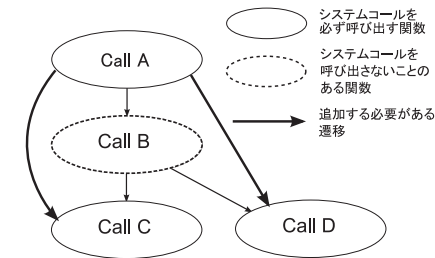 Call A
Call B
Call C
Call D
システムコールを
必ず呼び出す関数
システムコールを
呼び出さないことの
ある関数
追加する必要がある
遷移